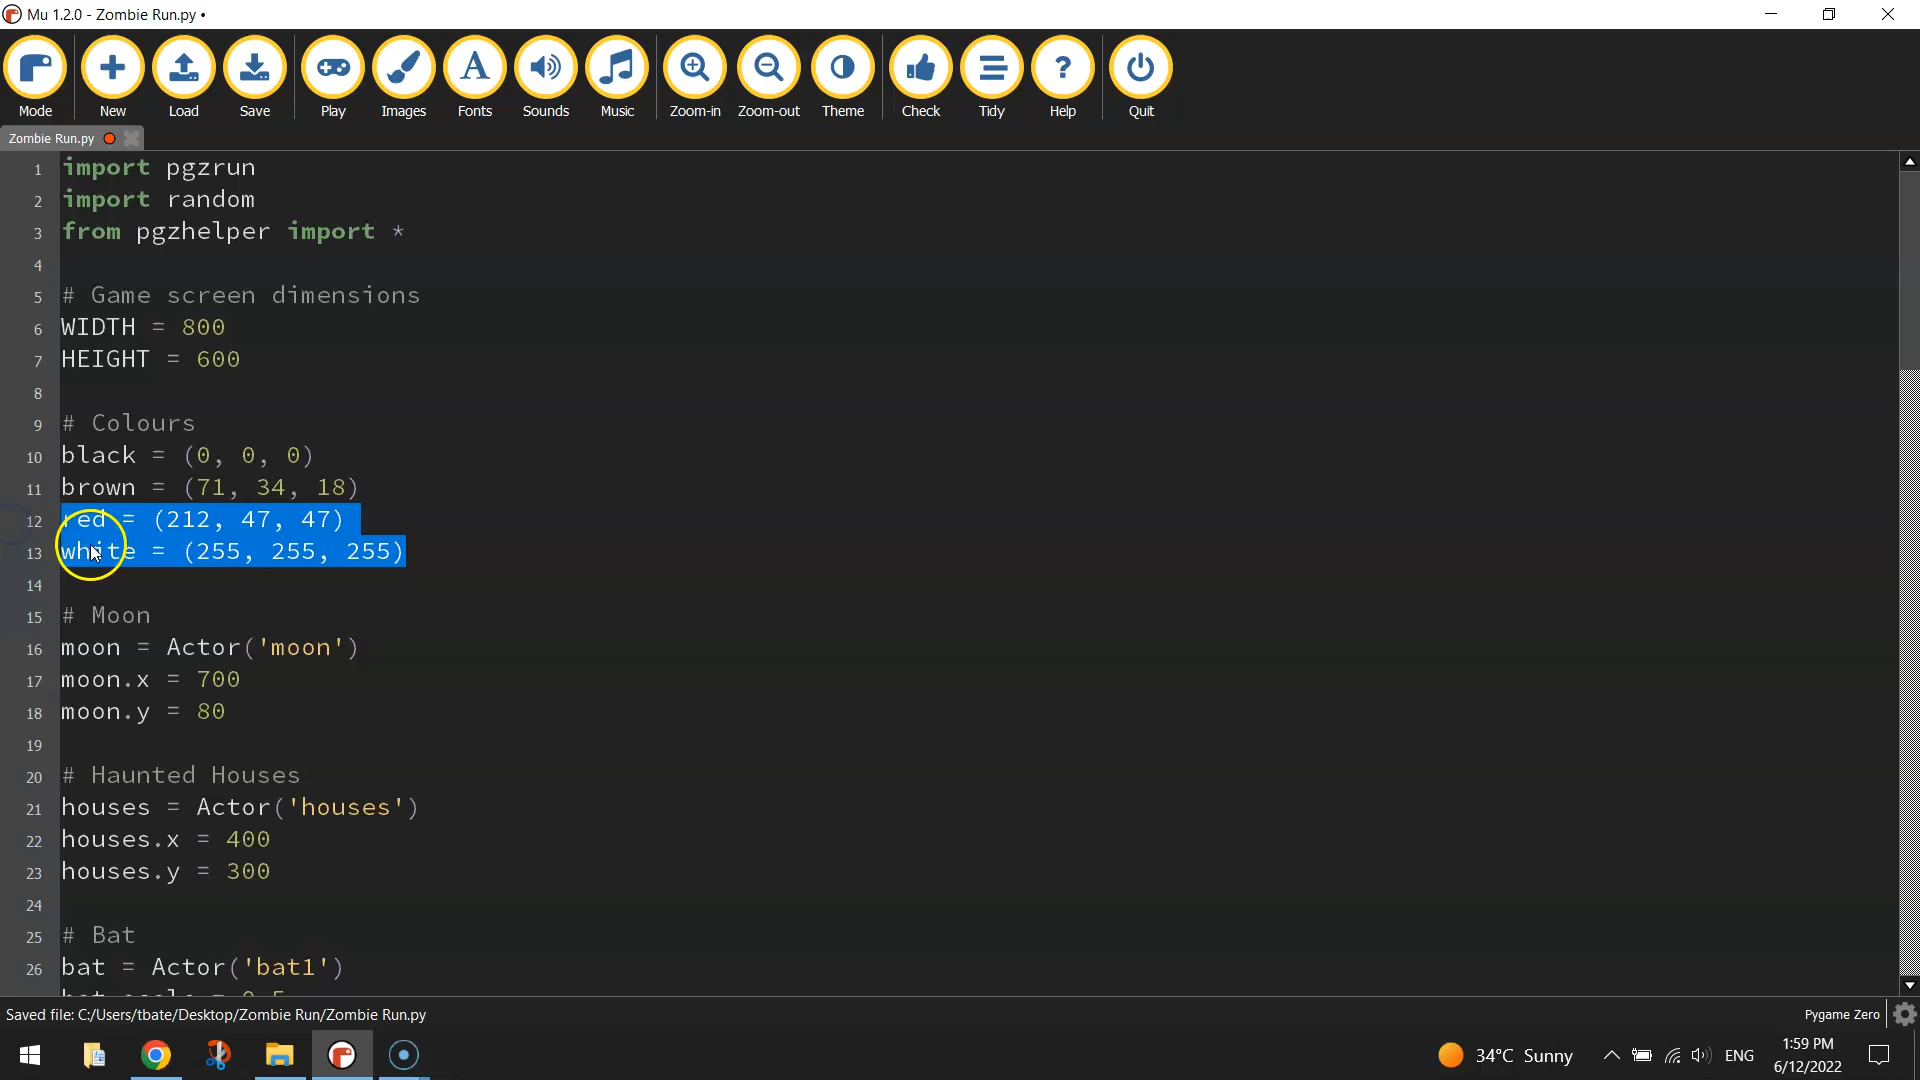 Mu 1.2.0 - Zombie Run.py •
Mode New Load Save Play Images Fonts Sounds Music Zoom-in Zoom-out Theme Check Tidy Help Quit
Zombie Run.py
1 import pgzrun
2 import random
3 from pgzhelper import *
4
5 # Game screen dimensions
6 WIDTH = 800
7 HEIGHT = 600
8
9 # Colours
10 black = (0, 0, 0)
11 brown = (71, 34, 18)
12 red = (212, 47, 47)
13 white = (255, 255, 255)
14
15 # Moon
16 moon = Actor('moon')
17 moon.x = 700
18 moon.y = 80
19
20 # Haunted Houses
21 houses = Actor('houses')
22 houses.x = 400
23 houses.y = 300
24
25 # Bat
26 bat = Actor('bat1')
Saved file: C:/Users/tbate/Desktop/Zombie Run/Zombie Run.py
Pygame Zero
34°C Sunny
ENG
1:59 PM
6/12/2022